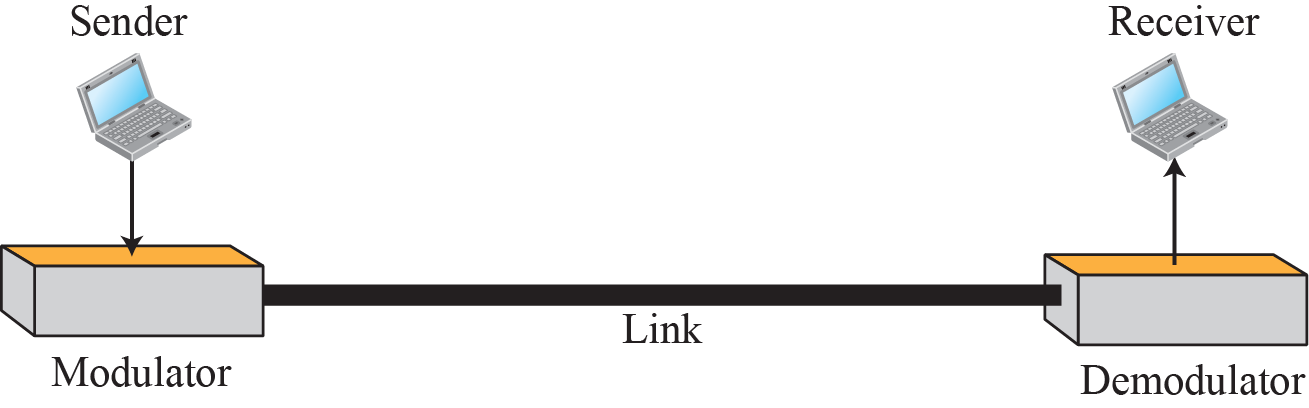 Sender
Receiver
Link
Modulator
Demodulator